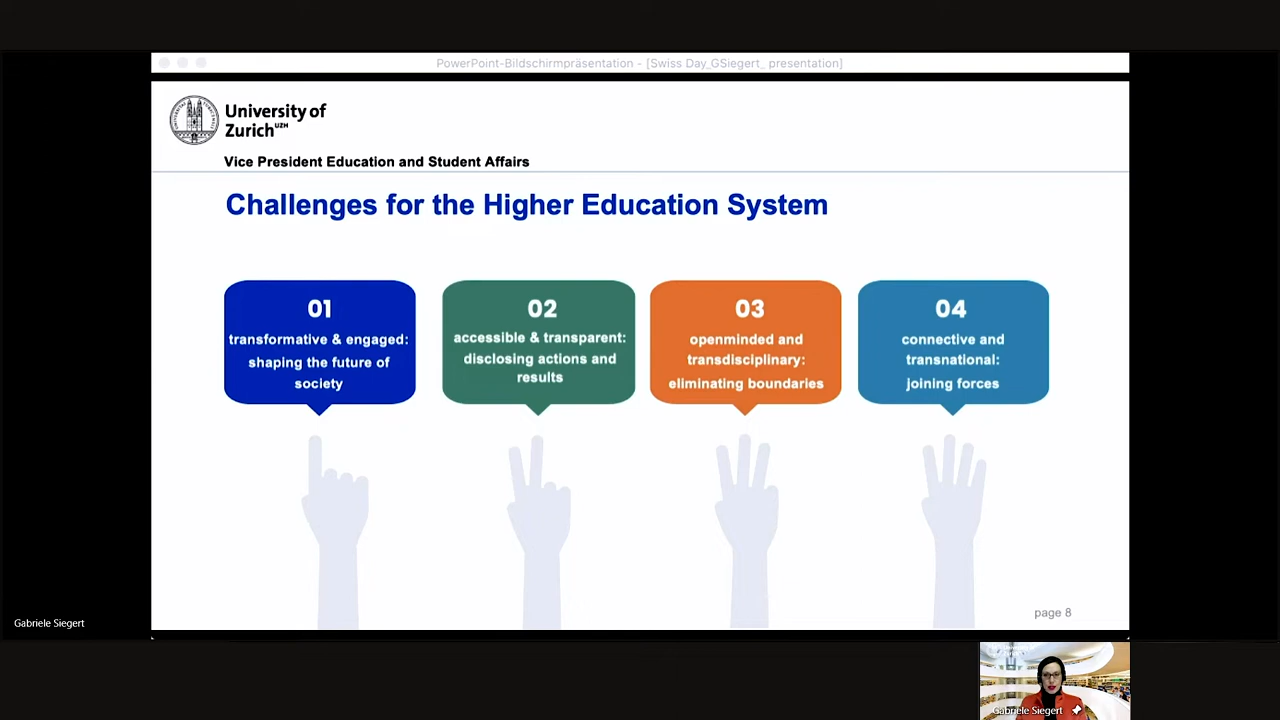 PowerPoint-Bildschirmpräsentation - [Swiss Day_GSiegert_ presentation]
University of
Zurich UZH
Vice President Education and Student Affairs
Challenges for the Higher Education System
01
transformative & engaged:
shaping the future of
society
02
accessible & transparent:
disclosing actions and
results
03
openminded and
transdisciplinary:
eliminating boundaries
04
connective and
transnational:
joining forces
page 8
Gabriele Siegert
Gabriele Siegert